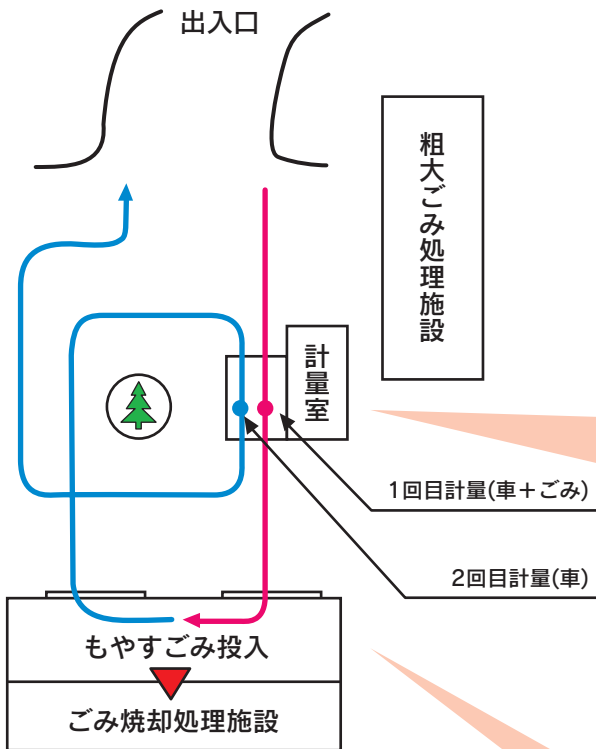 出入口
粗大ごみ処理施設
計量室
1回目計量(車＋ごみ)
2回目計量(車)
もやすごみ投入
ごみ焼却処理施設